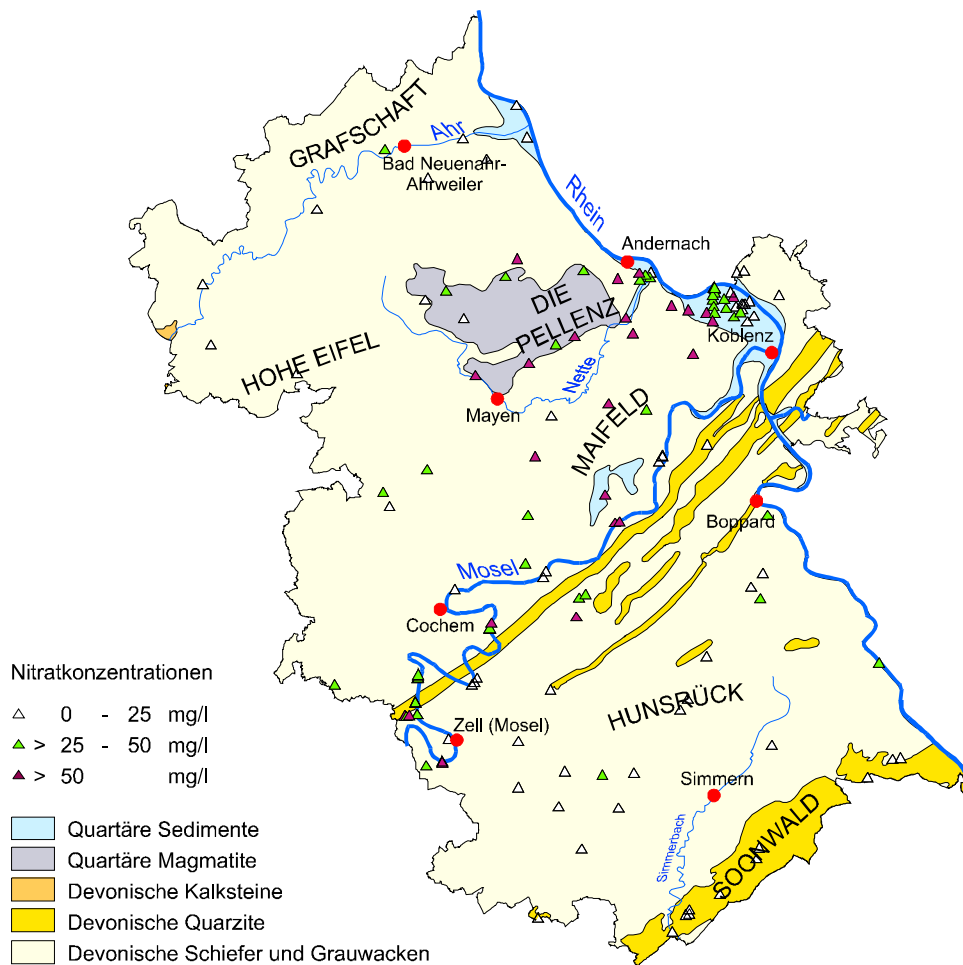 GRAFSCHAFT
Ahr
Bad Neuenahr-
Ahrweiler
Rhein
Andernach
DIE
PELLENZ
HOHE EIFEL
Koblenz
Nette
Mayen
MAIFELD
Boppard
Mosel
Cochem
HUNSRÜCK
Zell (Mosel)
Simmern
Simmerbach
SOONWALD
Nitratkonzentrationen
0 - 25 mg/l
> 25 - 50 mg/l
> 50 mg/l
Quartäre Sedimente
Quartäre Magmatite
Devonische Kalksteine
Devonische Quarzite
Devonische Schiefer und Grauwacken